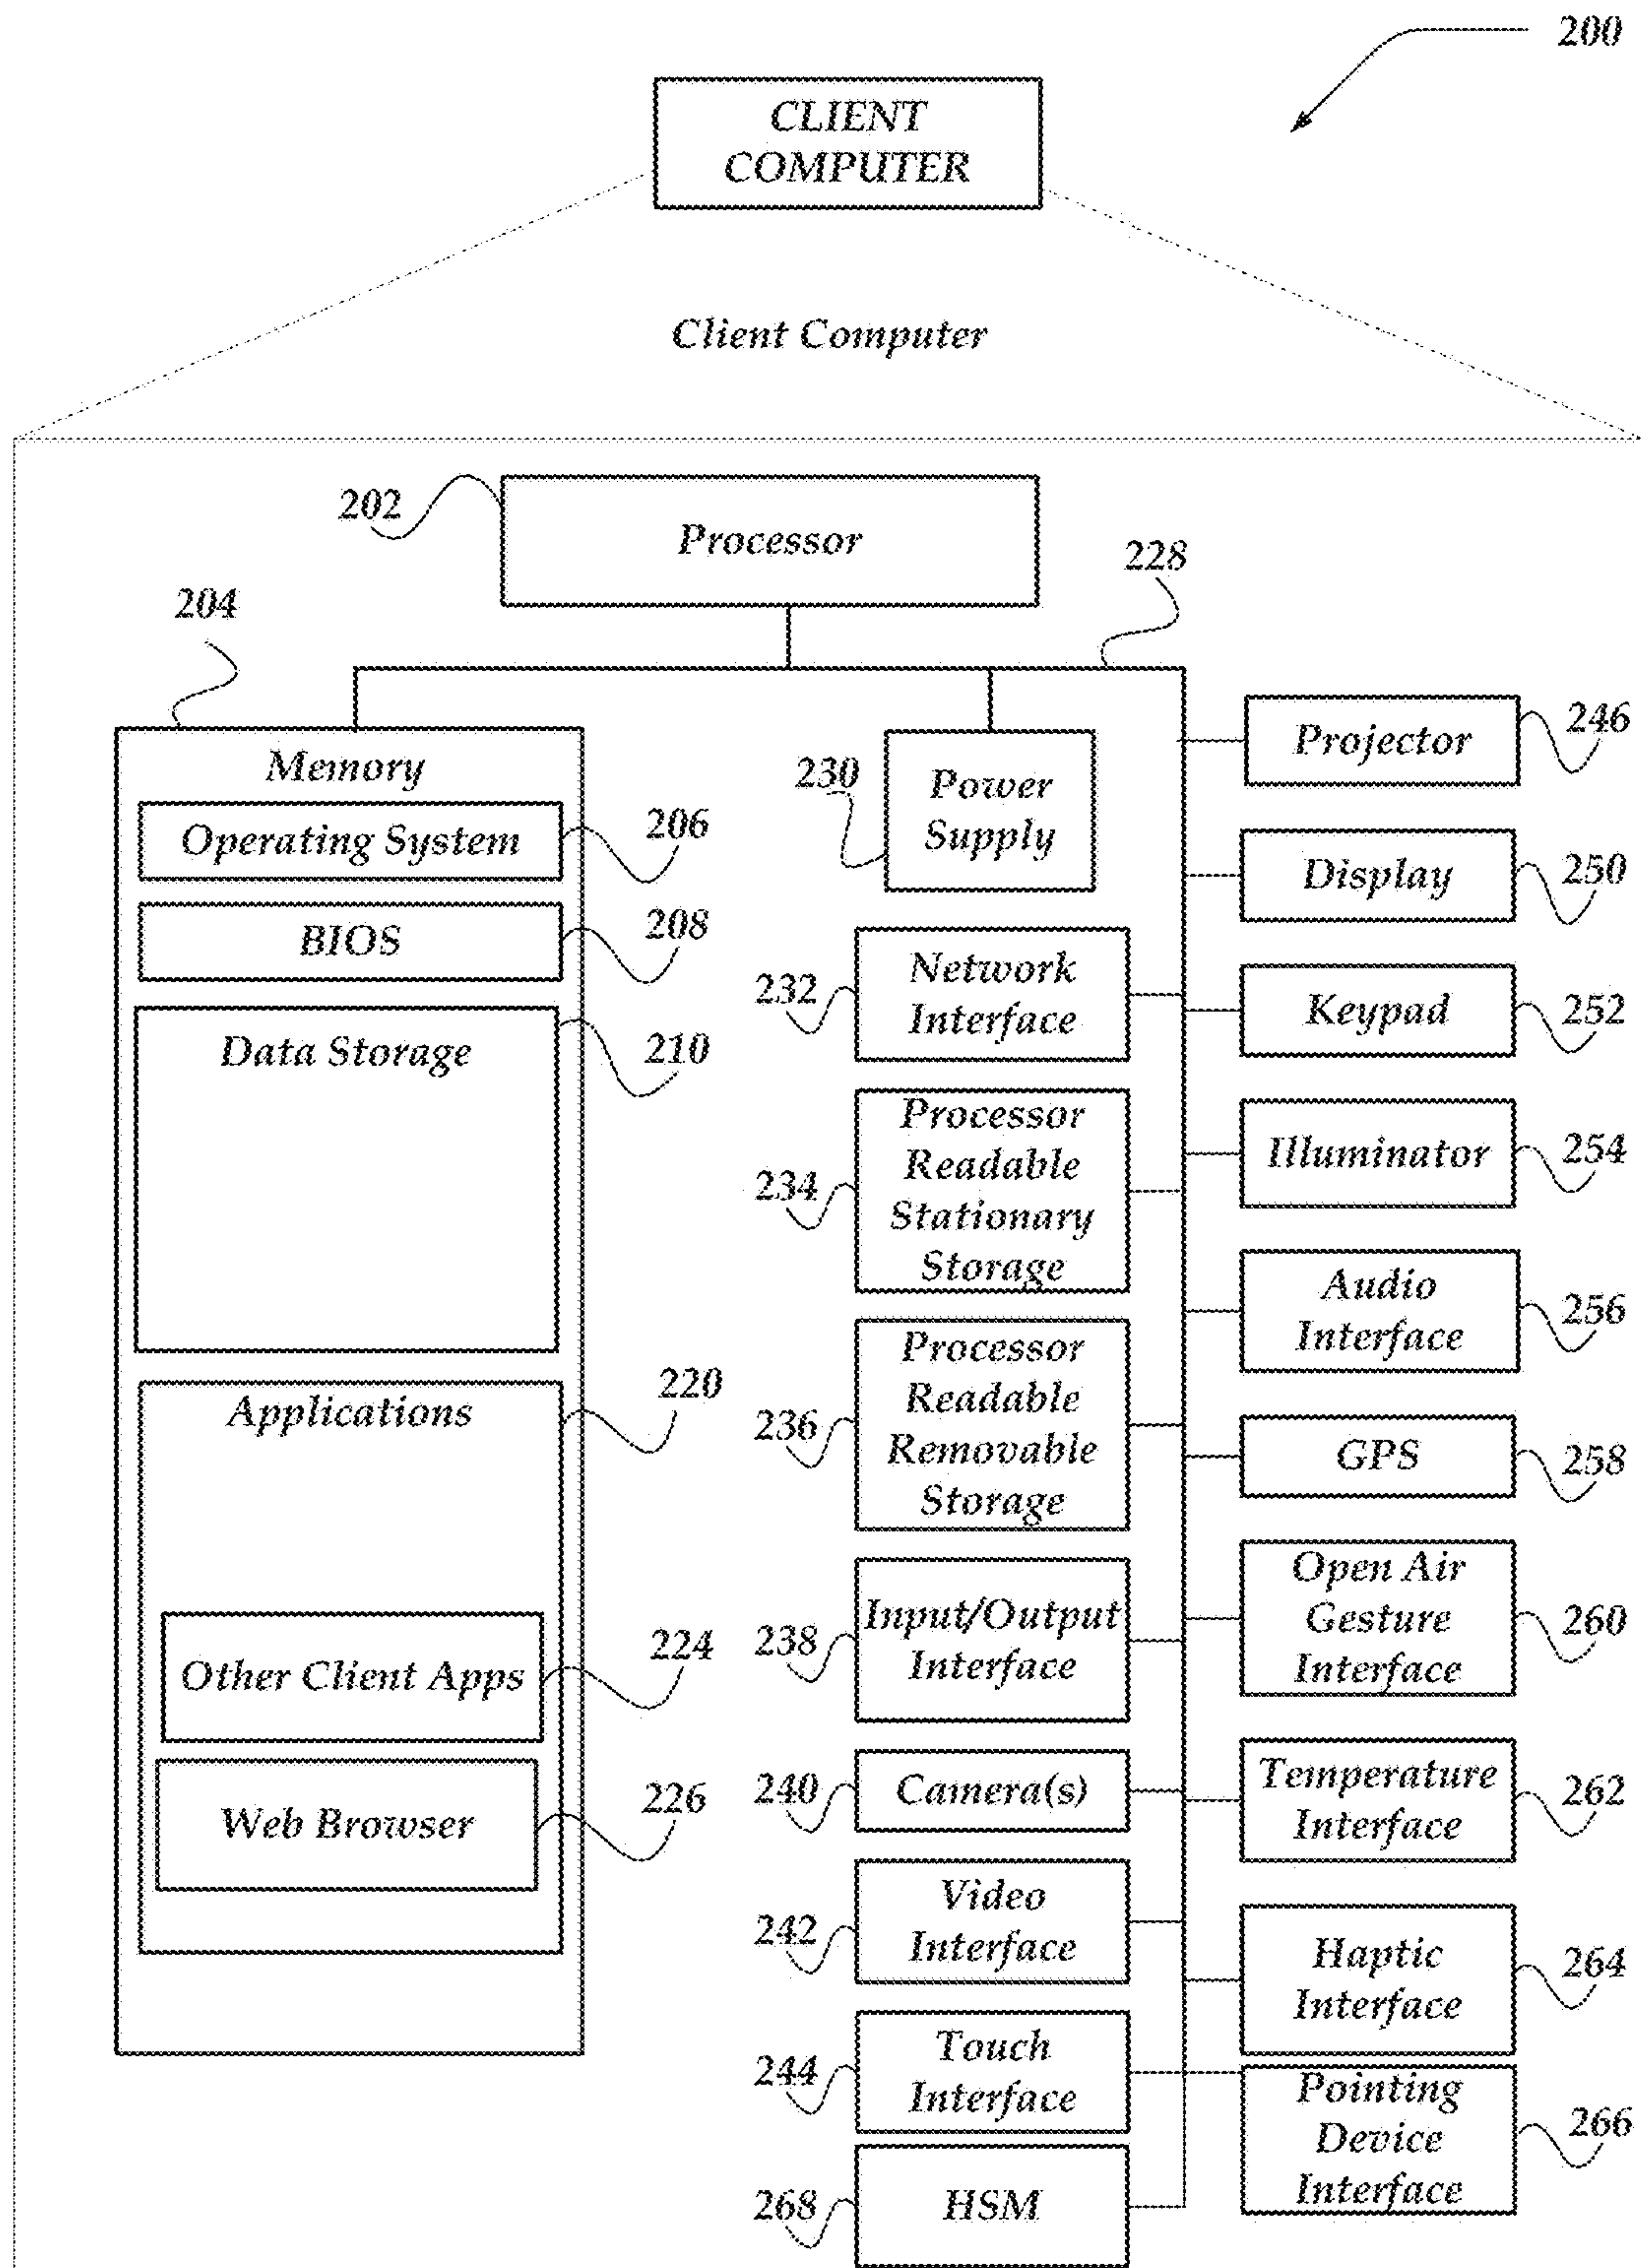 200
CLIENT
COMPUTER
Client Computer
202
Processor
228
204
Memory
Operating System
206
BIOS
208
Data Storage
210
Applications
220
Other Client Apps
224
Web Browser
226
230
Power
Supply
232
Network
Interface
234
Processor
Readable
Stationary
Storage
236
Processor
Readable
Removable
Storage
238
Input/Output
Interface
240
Camera(s)
242
Video
Interface
244
Touch
Interface
268
HSM
Projector
246
Display
250
Keypad
252
Illuminator
254
Audio
Interface
256
GPS
258
Open Air
Gesture
Interface
260
Temperature
Interface
262
Haptic
Interface
264
Pointing
Device
Interface
266